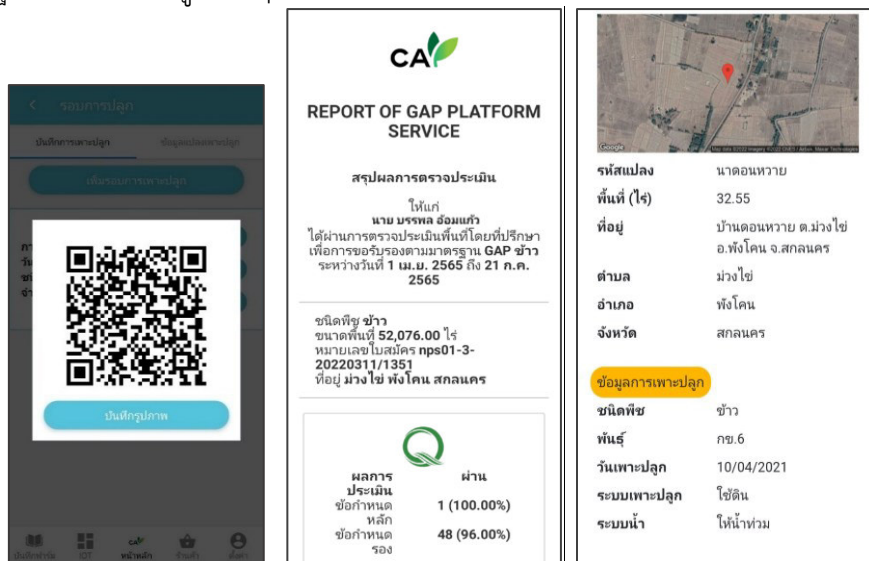 รอบการปลูก
บันทึกการเพาะปลูก
ข้อมูลแปลงเพาะปลูก
เพิ่มรอบการเพาะปลูก
บันทึกรูปภาพ
บันทึกฟาร์ม
IOT
หน้าหลัก
ร้านค้า
ตั้งค่า
CAP
REPORT OF GAP PLATFORM
SERVICE
สรุปผลการตรวจประเมิน
ให้แก่
นาย บรรพล อ้อมแก้ว
ได้ผ่านการตรวจประเมินพื้นที่โดยที่ปรึกษา
เพื่อการขอรับรองตามมาตรฐาน GAP ข้าว
ระหว่างวันที่ 1 เม.ย. 2565 ถึง 21 ก.ค.
2565
ชนิดพืช ข้าว
ขนาดพื้นที่ 52,076.00 ไร่
หมายเลขใบสมัคร nps01-3-
20220311/1351
ที่อยู่ ม่วงไข่ พังโคน สกลนคร
ผลการ ผ่าน
ประเมิน
ข้อกำหนด 1 (100.00%)
หลัก
ข้อกำหนด 48 (96.00%)
รอง
Google
รหัสแปลง นาดอนหวาย
พื้นที่ (ไร่) 32.55
ที่อยู่ บ้านดอนหวาย ต.ม่วงไข่
อ.พังโคน จ.สกลนคร
ตำบล ม่วงไข่
อำเภอ พังโคน
จังหวัด สกลนคร
ข้อมูลการเพาะปลูก
ชนิดพืช ข้าว
พันธุ์ กข.6
วันเพาะปลูก 10/04/2021
ระบบเพาะปลูก ใช้ดิน
ระบบน้ำ ให้น้ำท่วม